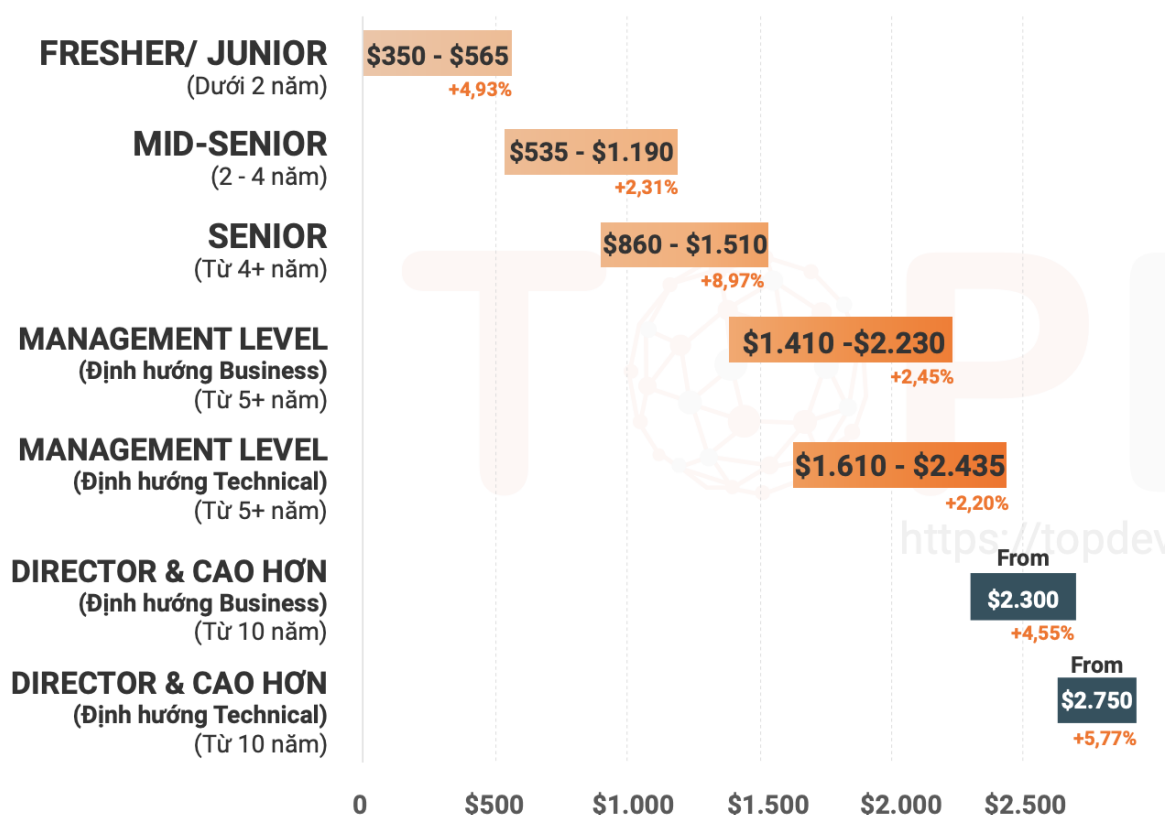 FRESHER/ JUNIOR
(Dưới 2 năm)
$350 - $565
+4,93%
MID-SENIOR
(2 - 4 năm)
$535 - $1.190
+2,31%
SENIOR
(Từ 4+ năm)
$860 - $1.510
+8,97%
MANAGEMENT LEVEL
(Định hướng Business)
(Từ 5+ năm)
$1.410 -$2.230
+2,45%
MANAGEMENT LEVEL
(Định hướng Technical)
(Từ 5+ năm)
$1.610 - $2.435
+2,20%
https://topdev
DIRECTOR & CAO HƠN
(Định hướng Business)
(Từ 10 năm)
From
$2.300
+4,55%
DIRECTOR & CAO HƠN
(Định hướng Technical)
(Từ 10 năm)
From
$2.750
+5,77%
0 $500 $1.000 $1.500 $2.000 $2.500
TOP